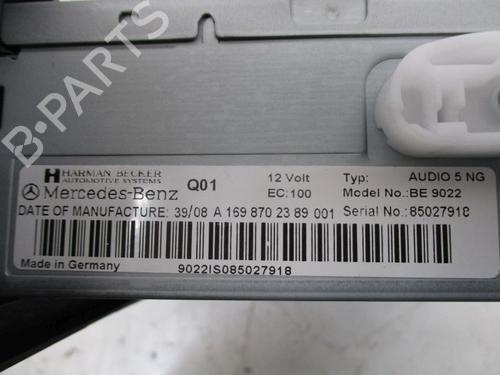 B-PARTS
HARMAN BECKER
AUTOMOTIVE SYSTEMS
Mercedes-Benz Q01
12 Volt
EC:100
Typ: AUDIO 5 NG
Model No.: BE 9022
DATE OF MANUFACTURE: 39/08 A 169 870 23 89 001 Serial No.: 85027918
Made in Germany
9022IS085027918